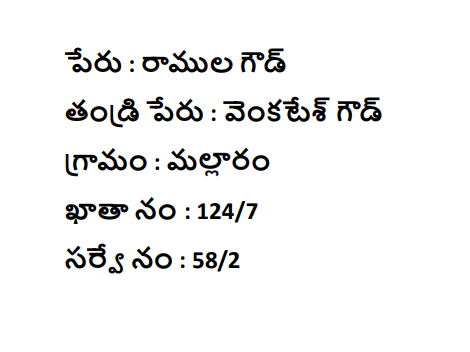 పేరు : రాముల గౌడ్
తండ్రి పేరు : వెంకటేశ్ గౌడ్
గ్రామం : మల్లారం
ఖాతా నం : 124/7
సర్వే నం : 58/2